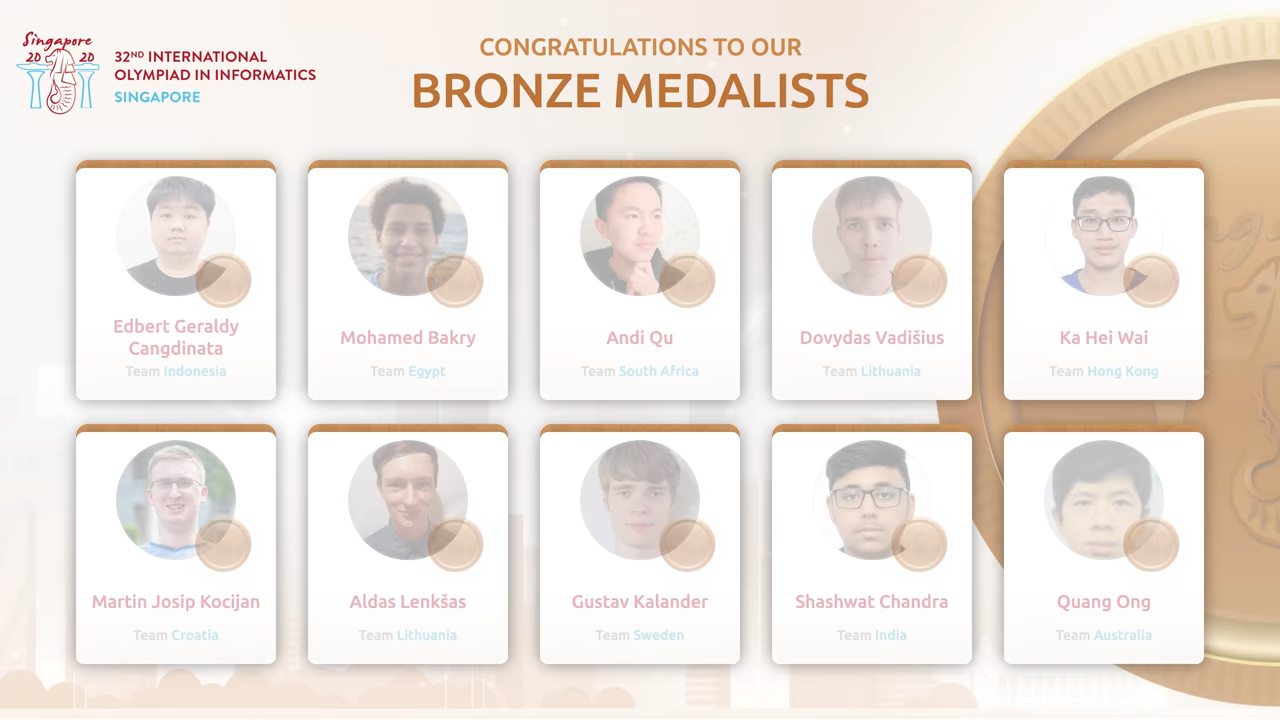 Singapore
20 20
32ND INTERNATIONAL
OLYMPIAD IN INFORMATICS
SINGAPORE
CONGRATULATIONS TO OUR
BRONZE MEDALISTS
Edbert Geraldy
Cangdinata
Team Indonesia
Mohamed Bakry
Team Egypt
Andi Qu
Team South Africa
Dovydas Vadišius
Team Lithuania
Ka Hei Wai
Team Hong Kong
Martin Josip Kocijan
Team Croatia
Aldas Lenkšas
Team Lithuania
Gustav Kalander
Team Sweden
Shashwat Chandra
Team India
Quang Ong
Team Australia